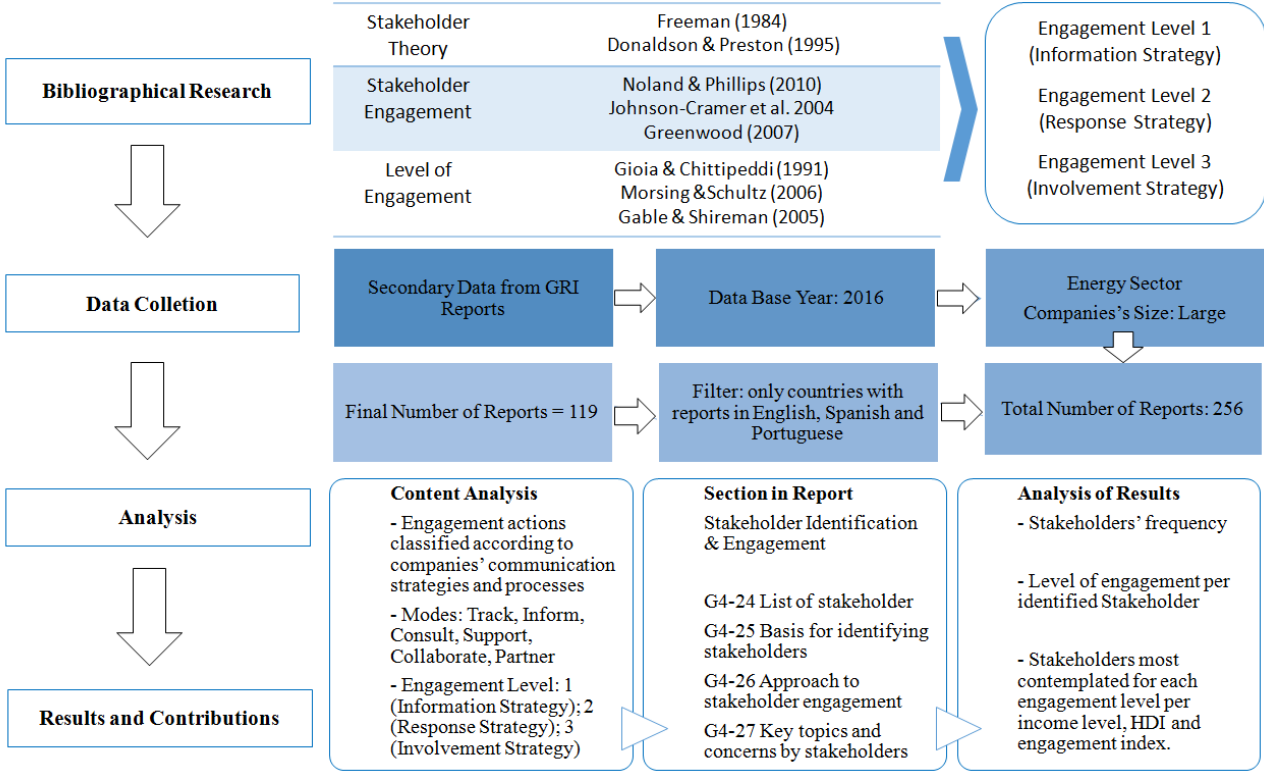 Bibliographical Research
Stakeholder
Theory
Freeman (1984)
Donaldson & Preston (1995)
Stakeholder
Engagement
Noland & Phillips (2010)
Johnson-Cramer et al. 2004
Greenwood (2007)
Level of
Engagement
Gioia & Chittipeddi (1991)
Morsing &Schultz (2006)
Gable & Shireman (2005)
Engagement Level 1
(Information Strategy)
Engagement Level 2
(Response Strategy)
Engagement Level 3
(Involvement Strategy)
Data Colletion
Secondary Data from GRI
Reports
Data Base Year: 2016
Energy Sector
Companies's Size: Large
Final Number of Reports = 119
Filter: only countries with
reports in English, Spanish and
Portuguese
Total Number of Reports: 256
Analysis
Content Analysis
- Engagement actions
classified according to
companies' communication
strategies and processes
- Modes: Track, Inform,
Consult, Support,
Collaborate, Partner
- Engagement Level: 1
(Information Strategy); 2
(Response Strategy); 3
(Involvement Strategy)
Section in Report
Stakeholder Identification
& Engagement
G4-24 List of stakeholder
G4-25 Basis for identifying
stakeholders
G4-26 Approach to
stakeholder engagement
G4-27 Key topics and
concerns by stakeholders
Analysis of Results
- Stakeholders' frequency
- Level of engagement per
identified Stakeholder
- Stakeholders most
contemplated for each
engagement level per
income level, HDI and
engagement index.
Results and Contributions